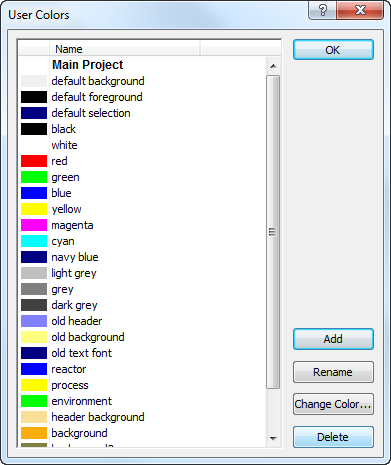 User Colors
?
Name
OK
Main Project
default background
default foreground
default selection
black
white
red
green
blue
yellow
magenta
cyan
navy blue
light grey
grey
dark grey
old header
old background
Add
old text font
reactor
Rename
process
environment
Change Color...
header background
background
Delete